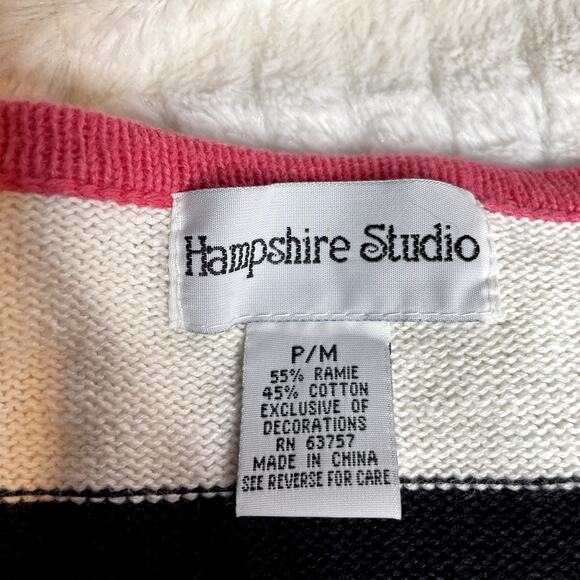 Hampshire Studio
P/M
55% RAMIE
45% COTTON
EXCLUSIVE OF
DECORATIONS
RN 63757
MADE IN CHINA
SEE REVERSE FOR CARE